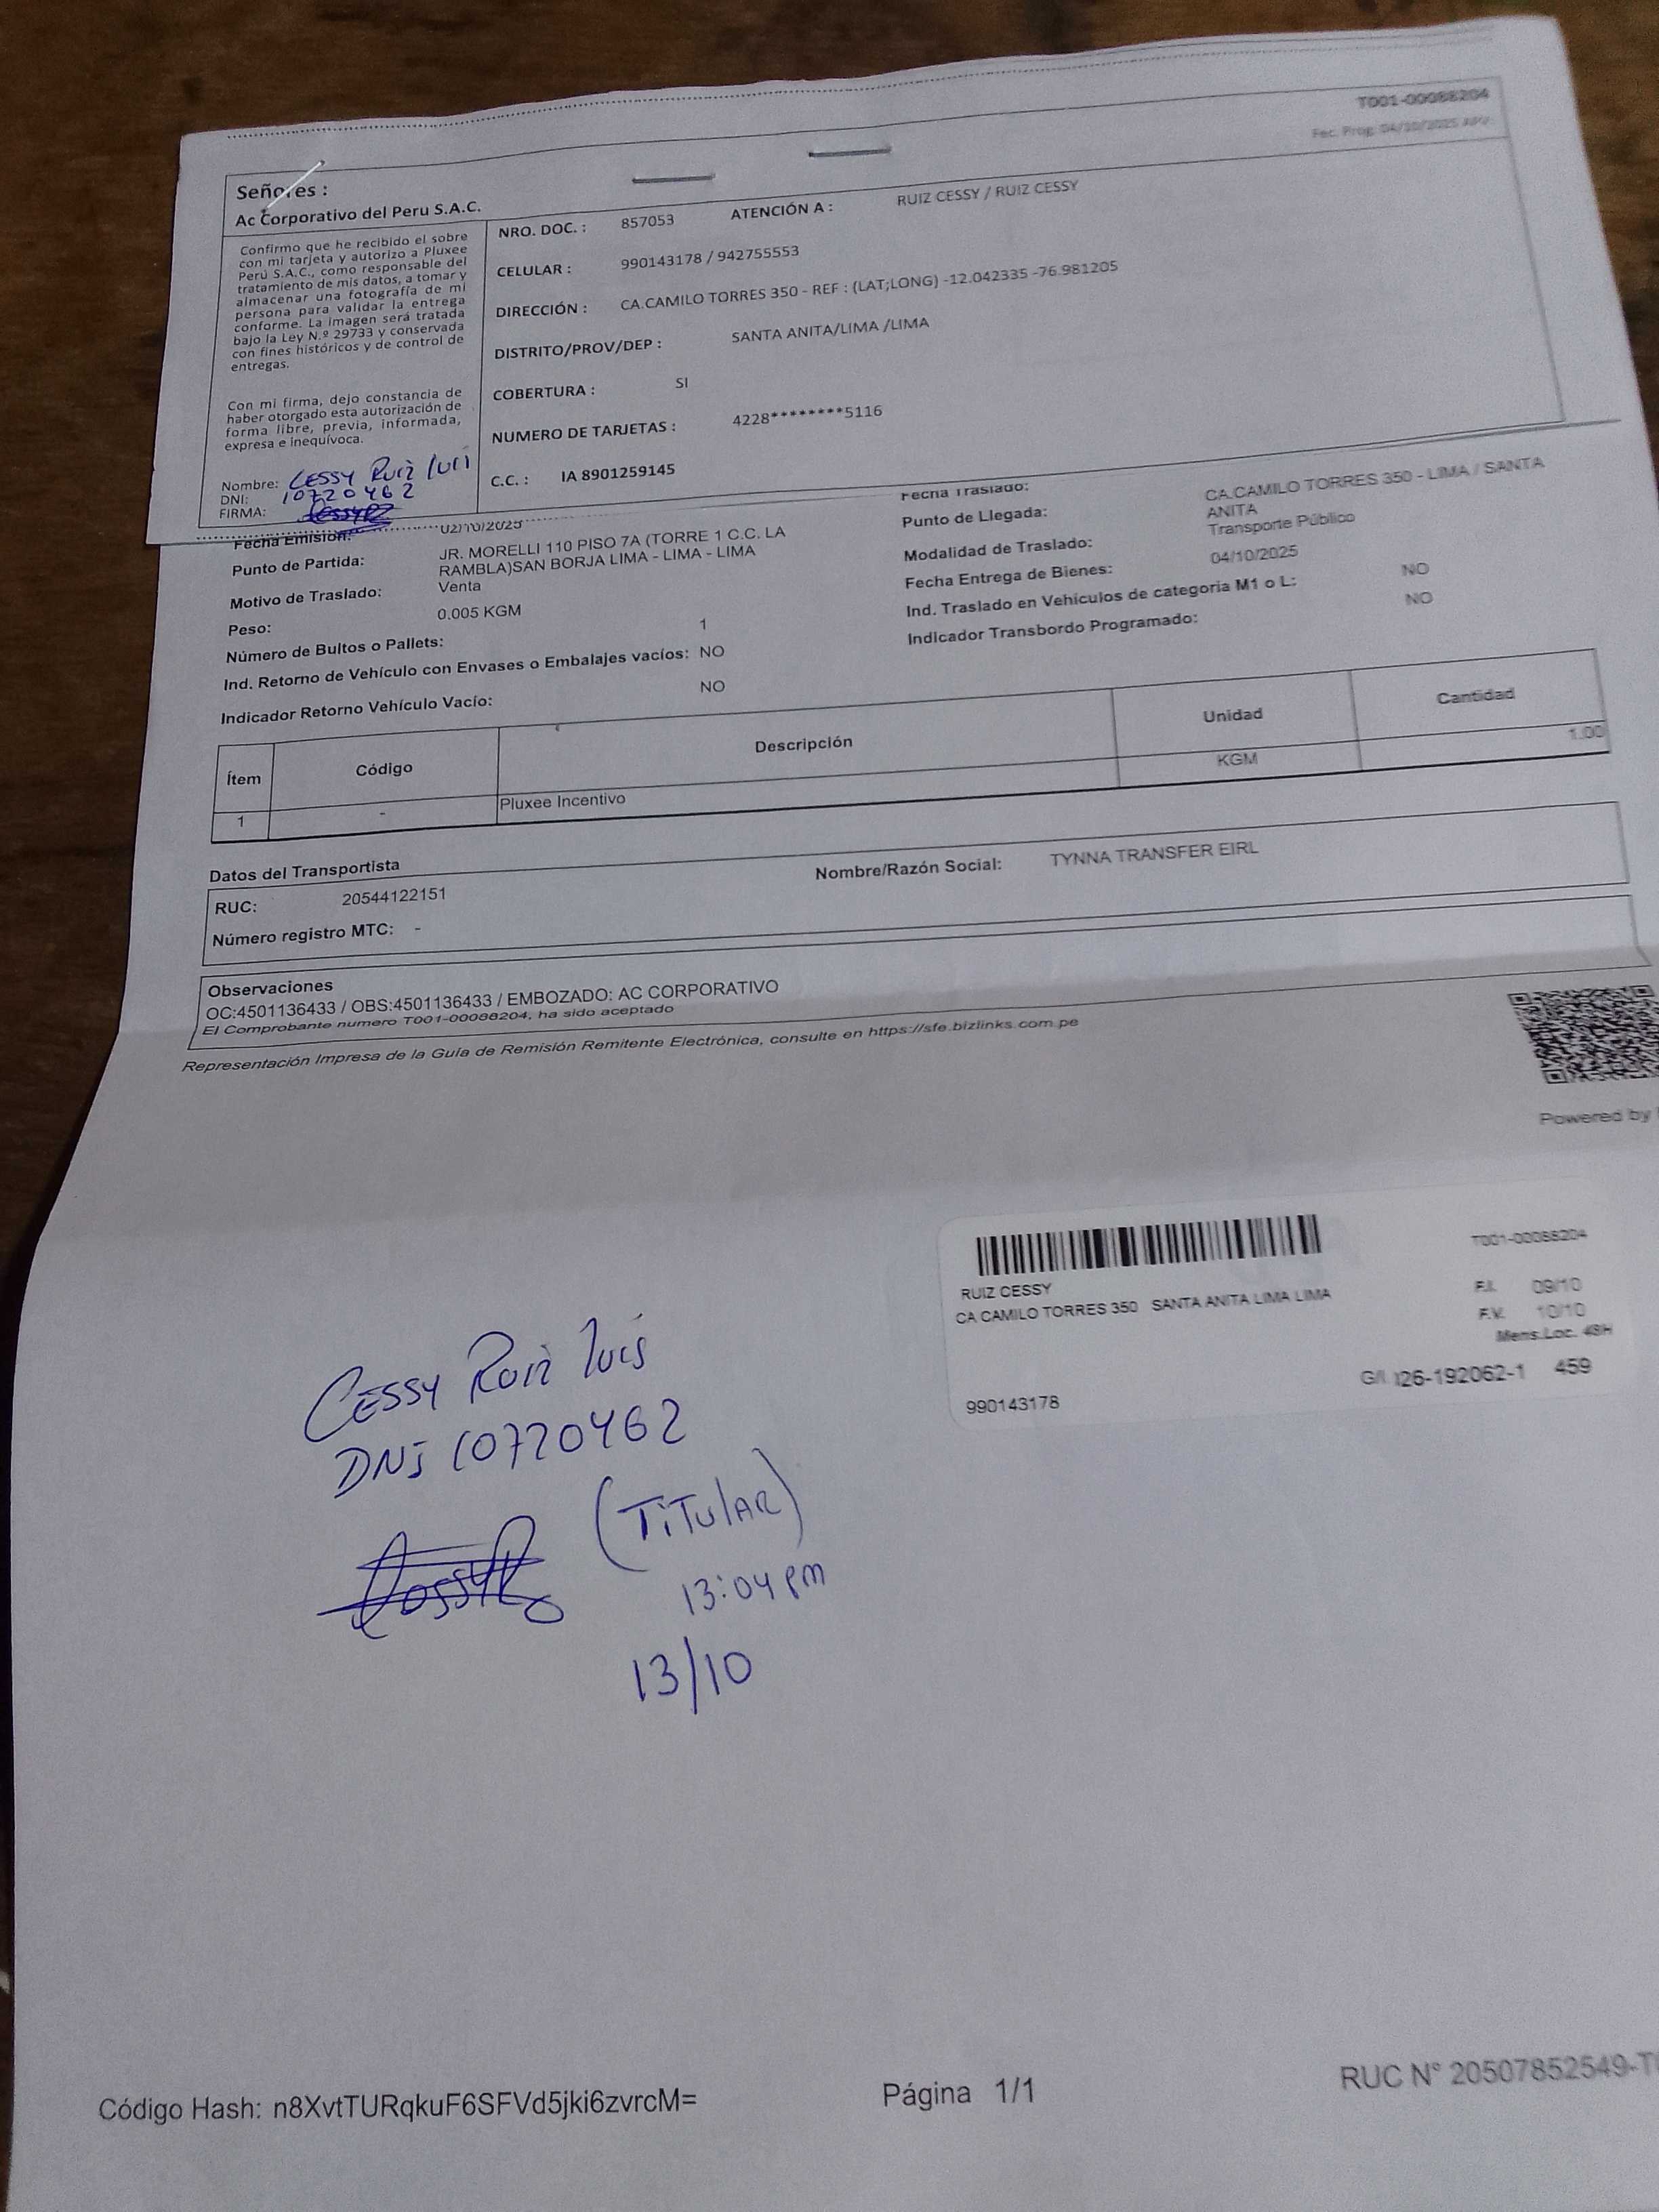 T001-00088204
Fec. Prog: 04/10/2025
Señores :
Ac Corporativo del Peru S.A.C.
Confirmo que he recibido el sobre
con mi tarjeta y autorizo a Pluxee
Perú S.A.C., como responsable del
tratamiento de mis datos, a tomar y
almacenar una fotografía de mi
persona para validar la entrega
conforme. La imagen será tratada
bajo la Ley N.º 29733 y conservada
con fines históricos y de control de
entregas.
Con mi firma, dejo constancia de
haber otorgado esta autorización de
forma libre, previa, informada,
expresa e inequívoca.
Nombre: Cessy Ruiz Luis
DNI: 10720462
FIRMA: CessyR
NRO. DOC. : 857053 ATENCIÓN A : RUIZ CESSY / RUIZ CESSY
CELULAR : 990143178 / 942755553
DIRECCIÓN : CA.CAMILO TORRES 350 - REF : (LAT;LONG) -12.042335 -76.981205
DISTRITO/PROV/DEP : SANTA ANITA/LIMA /LIMA
COBERTURA : SI
NUMERO DE TARJETAS : 4228********5116
C.C. : IA 8901259145
Fecha Emisión: 02/10/2025
Punto de Partida: JR. MORELLI 110 PISO 7A (TORRE 1 C.C. LA
RAMBLA)SAN BORJA LIMA - LIMA - LIMA
Motivo de Traslado: Venta
Peso: 0.005 KGM
Número de Bultos o Pallets: 1
Ind. Retorno de Vehículo con Envases o Embalajes vacíos: NO
Indicador Retorno Vehículo Vacío: NO
Fecha Traslado:
Punto de Llegada: CA.CAMILO TORRES 350 - LIMA / SANTA
ANITA
Modalidad de Traslado: Transporte Público
Fecha Entrega de Bienes: 04/10/2025
Ind. Traslado en Vehículos de categoria M1 o L: NO
Indicador Transbordo Programado: NO
Ítem Código Descripción Unidad Cantidad
1 - Pluxee Incentivo KGM 1.00
Datos del Transportista
RUC: 20544122151 Nombre/Razón Social: TYNNA TRANSFER EIRL
Número registro MTC: -
Observaciones
OC:4501136433 / OBS:4501136433 / EMBOZADO: AC CORPORATIVO
El Comprobante numero T001-00088204, ha sido aceptado
Representación Impresa de la Guía de Remisión Remitente Electrónica, consulte en https://sfe.bizlinks.com.pe
Powered by
T001-00088204
RUIZ CESSY
CA CAMILO TORRES 350 SANTA ANITA LIMA LIMA
F.I. 09/10
F.V. 10/10
Mens.Loc. 48H
G/I 026-192062-1 459
990143178
Cessy Ruiz Luis
DNI 10720462
CessyR
(Titular)
13:04 pm
13/10
Código Hash: n8XvtTURqkuF6SFVd5jki6zvrcM=
Página 1/1
RUC N° 20507852549-T